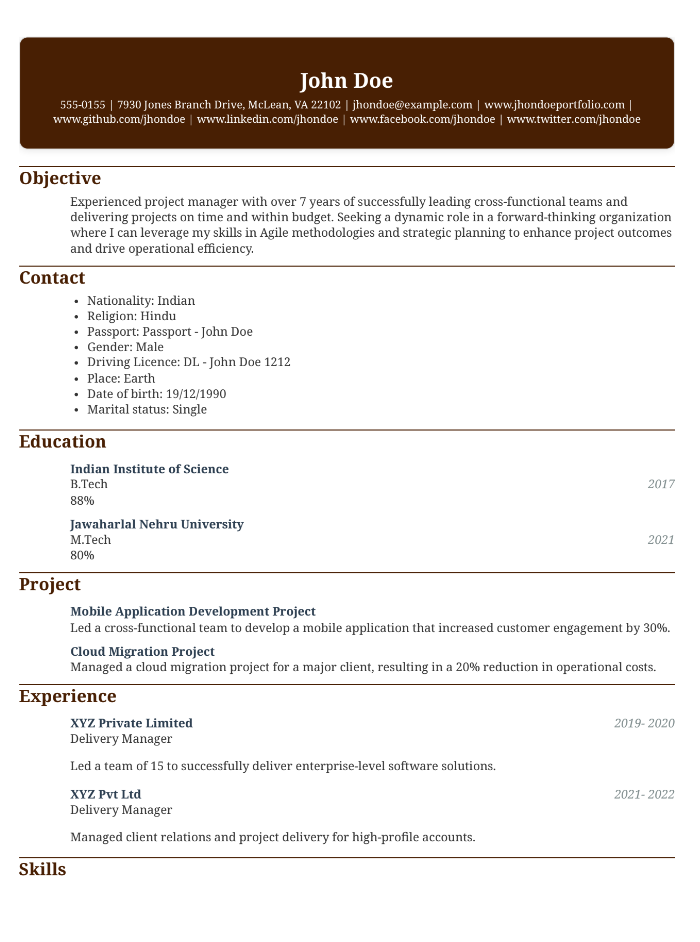 John Doe
555-0155 | 7930 Jones Branch Drive, McLean, VA 22102 | jhondoe@example.com | www.jhondoeportfolio.com |
www.github.com/jhondoe | www.linkedin.com/jhondoe | www.facebook.com/jhondoe | www.twitter.com/jhondoe
Objective
Experienced project manager with over 7 years of successfully leading cross-functional teams and
delivering projects on time and within budget. Seeking a dynamic role in a forward-thinking organization
where I can leverage my skills in Agile methodologies and strategic planning to enhance project outcomes
and drive operational efficiency.
Contact
• Nationality: Indian
• Religion: Hindu
• Passport: Passport - John Doe
• Gender: Male
• Driving Licence: DL - John Doe 1212
• Place: Earth
• Date of birth: 19/12/1990
• Marital status: Single
Education
Indian Institute of Science
B.Tech 2017
88%
Jawaharlal Nehru University
M.Tech 2021
80%
Project
Mobile Application Development Project
Led a cross-functional team to develop a mobile application that increased customer engagement by 30%.
Cloud Migration Project
Managed a cloud migration project for a major client, resulting in a 20% reduction in operational costs.
Experience
XYZ Private Limited 2019- 2020
Delivery Manager
Led a team of 15 to successfully deliver enterprise-level software solutions.
XYZ Pvt Ltd 2021- 2022
Delivery Manager
Managed client relations and project delivery for high-profile accounts.
Skills